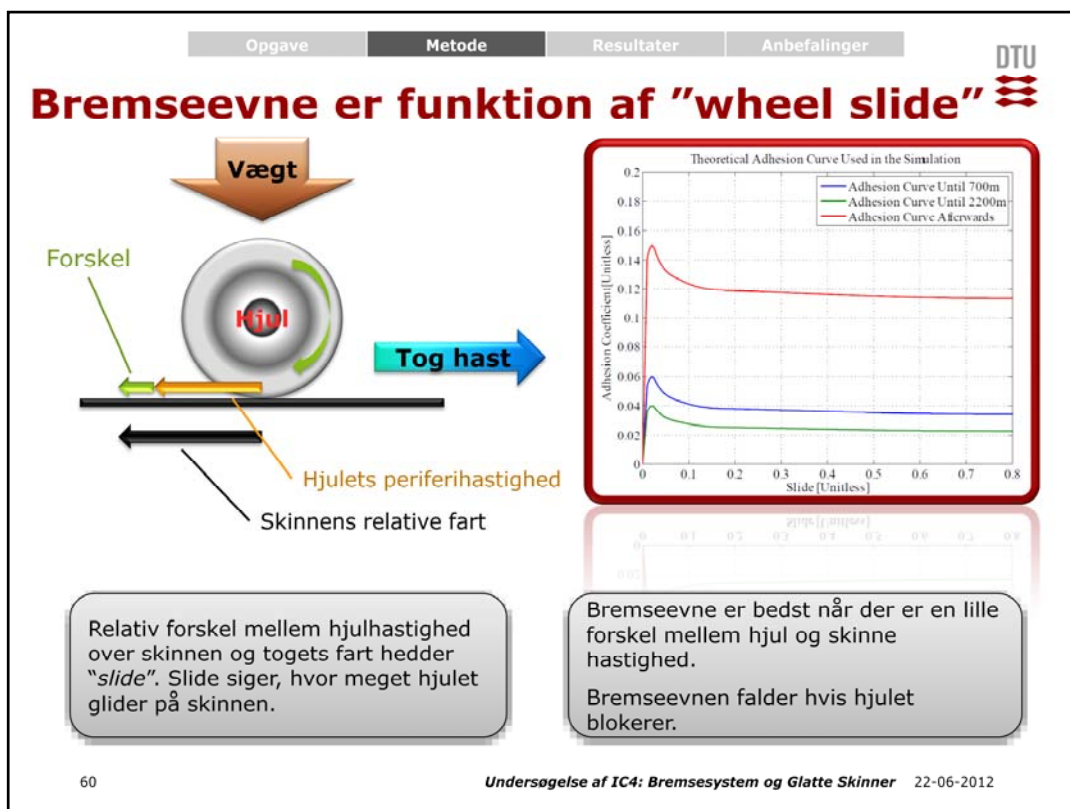 Opgave Metode Resultater Anbefalinger
DTU
Bremseevne er funktion af ”wheel slide”
Vægt
Forskel
Hjul
Tog hast
Hjulets periferihastighed
Skinnens relative fart
Theoretical Adhesion Curve Used in the Simulation
Adhesion Curve Until 700m
Adhesion Curve Until 2200m
Adhesion Curve Afterwards
Adhesion Coefficient [Unitless]
0.2
0.18
0.16
0.14
0.12
0.1
0.08
0.06
0.04
0.02
0
0 0.1 0.2 0.3 0.4 0.5 0.6 0.7 0.8
Slide [Unitless]
Relativ forskel mellem hjulhastighed
over skinnen og togets fart hedder
“slide”. Slide siger, hvor meget hjulet
glider på skinnen.
Bremseevne er bedst når der er en lille
forskel mellem hjul og skinne
hastighed.
Bremseevnen falder hvis hjulet
blokerer.
60 Undersøgelse af IC4: Bremsesystem og Glatte Skinner 22-06-2012